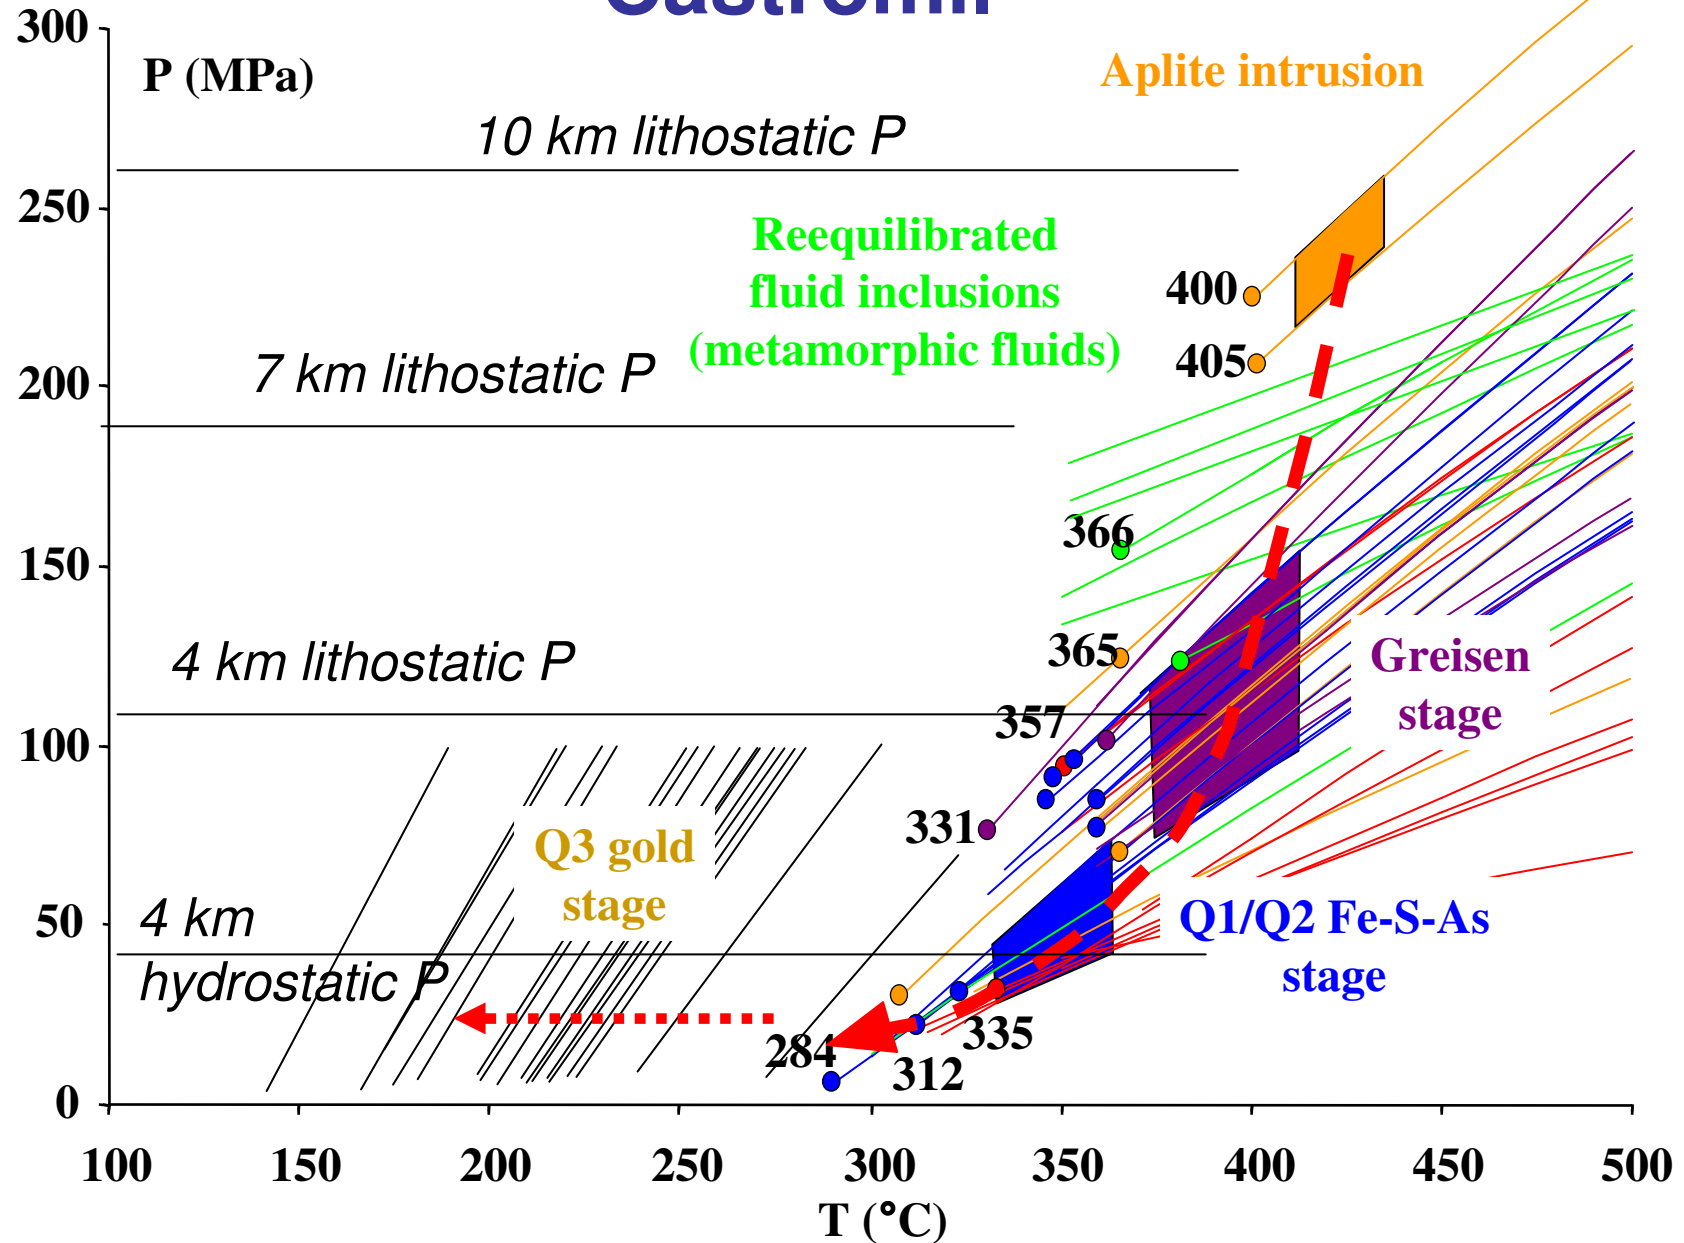 Castromil
300
P (MPa)
Aplite intrusion
10 km lithostatic P
250
Reequilibrated
fluid inclusions
(metamorphic fluids)
400
405
7 km lithostatic P
200
366
150
365
4 km lithostatic P
357
Greisen
stage
100
331
Q3 gold
stage
50
4 km
hydrostatic P
Q1/Q2 Fe-S-As
stage
335
284
312
0
100 150 200 250 300 350 400 450 500
T (°C)